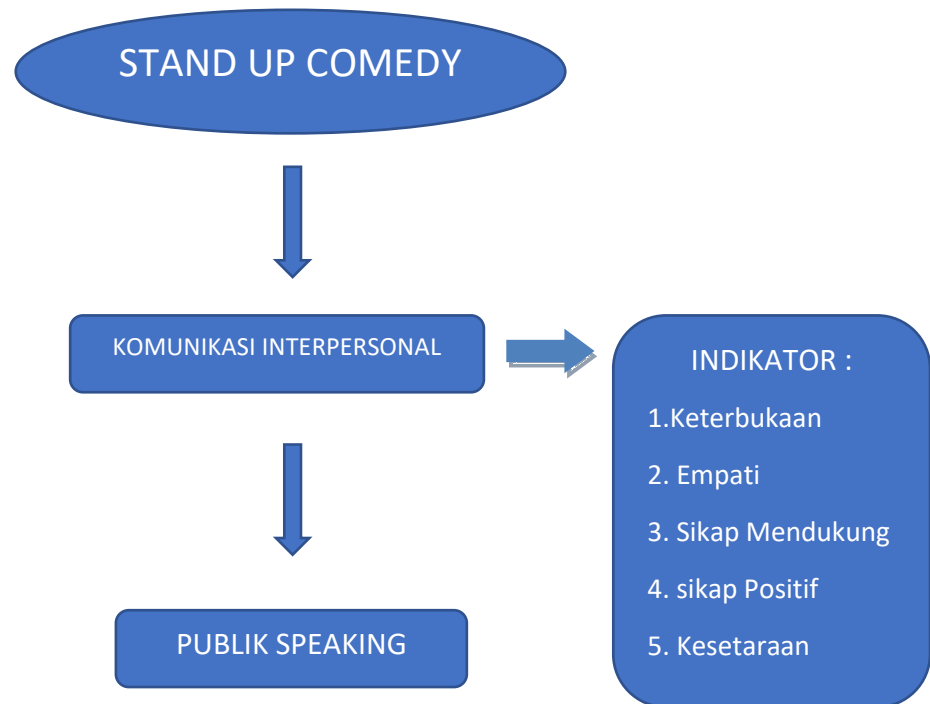 STAND UP COMEDY
KOMUNIKASI INTERPERSONAL
INDIKATOR :
1.Keterbukaan
2. Empati
3. Sikap Mendukung
4. sikap Positif
5. Kesetaraan
PUBLIK SPEAKING